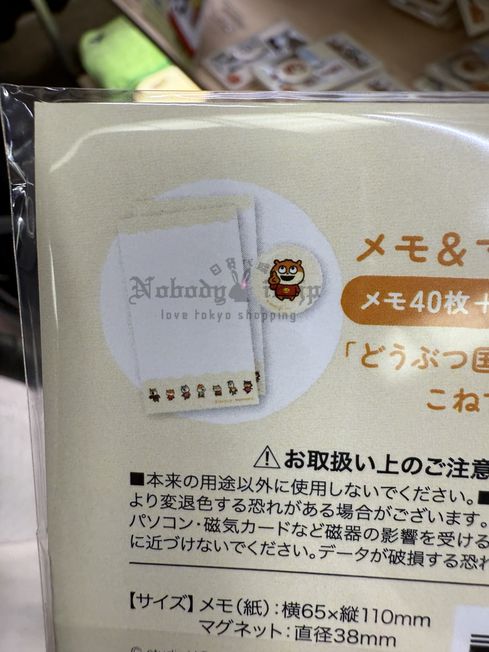 メモ&マ
メモ40枚+
「どうぶつ国
こねす
日我代購
Nobody in jp
love tokyo shopping
⚠お取扱い上のご注意
■本来の用途以外に使用しないでください。■
より変退色する恐れがある場合がございます。
パソコン・磁気カードなど磁器の影響を受ける
に近づけないでください。データが破損する恐れ
【サイズ】メモ(紙):横65×縦110mm
マグネット:直径38mm